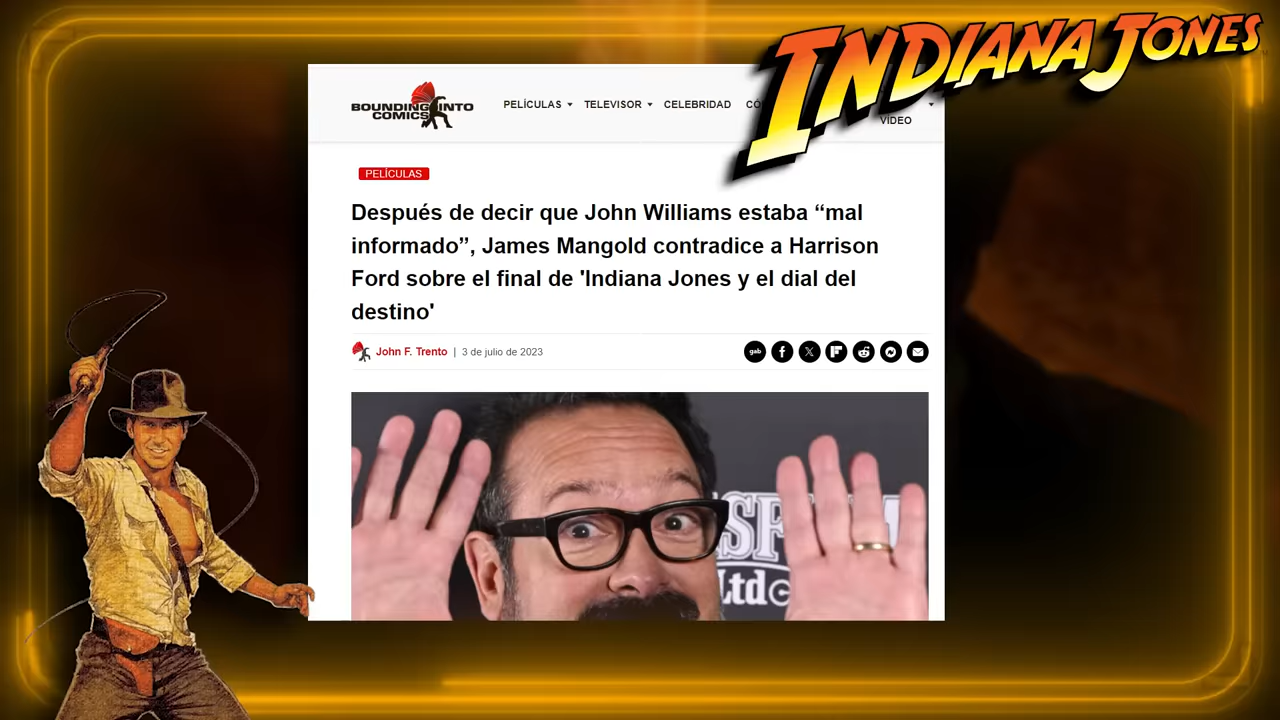 INDIANA JONES
BOUNDING INTO
COMICS
PELÍCULAS TELEVISOR CELEBRIDAD
VÍDEO
PELÍCULAS
Después de decir que John Williams estaba “mal
informado”, James Mangold contradice a Harrison
Ford sobre el final de 'Indiana Jones y el dial del
destino'
John F. Trento | 3 de julio de 2023
gab
Ltd